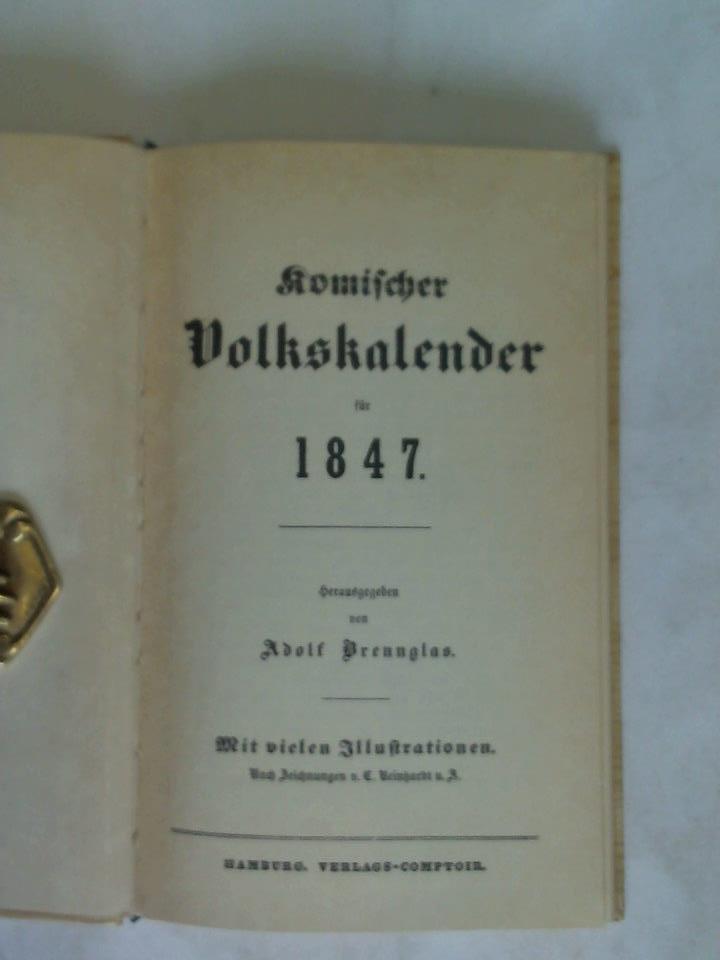 Komischer
Volkskalender
für
1847.
Herausgegeben
von
Adolf Brennglas.
Mit vielen Illustrationen.
Nach Zeichnungen v. C. Reinhardt u. A.
HAMBURG. VERLAGS-COMPTOIR.